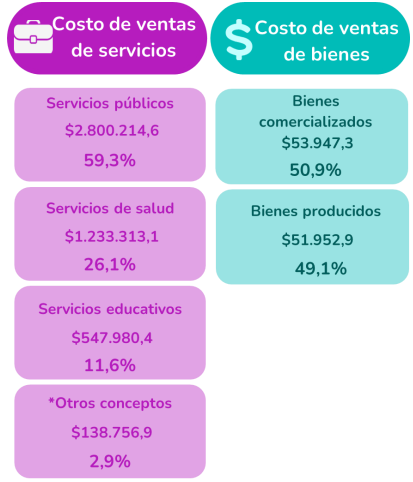 Costo de ventas
de servicios
Servicios públicos
$2.800.214,6
59,3%
Servicios de salud
$1.233.313,1
26,1%
Servicios educativos
$547.980,4
11,6%
*Otros conceptos
$138.756,9
2,9%
Costo de ventas
de bienes
Bienes
comercializados
$53.947,3
50,9%
Bienes producidos
$51.952,9
49,1%